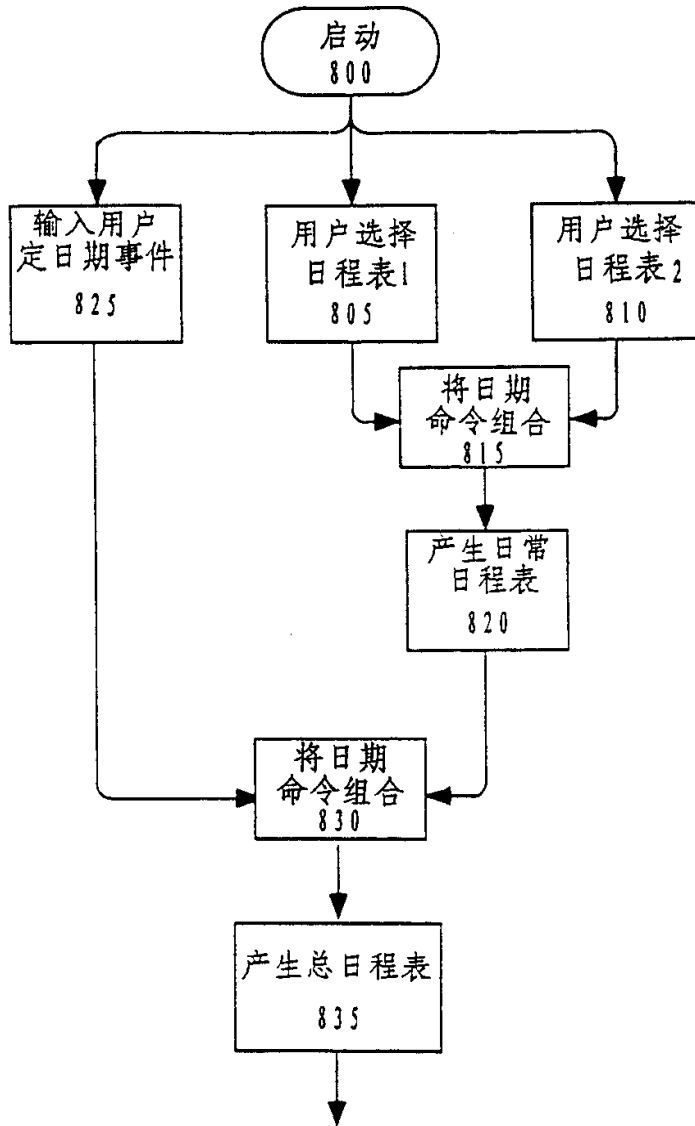 启动
800
输入用户
定日期事件
825
用户选择
日程表1
805
用户选择
日程表2
810
将日期
命令组合
815
产生日常
日程表
820
将日期
命令组合
830
产生总日程表
835